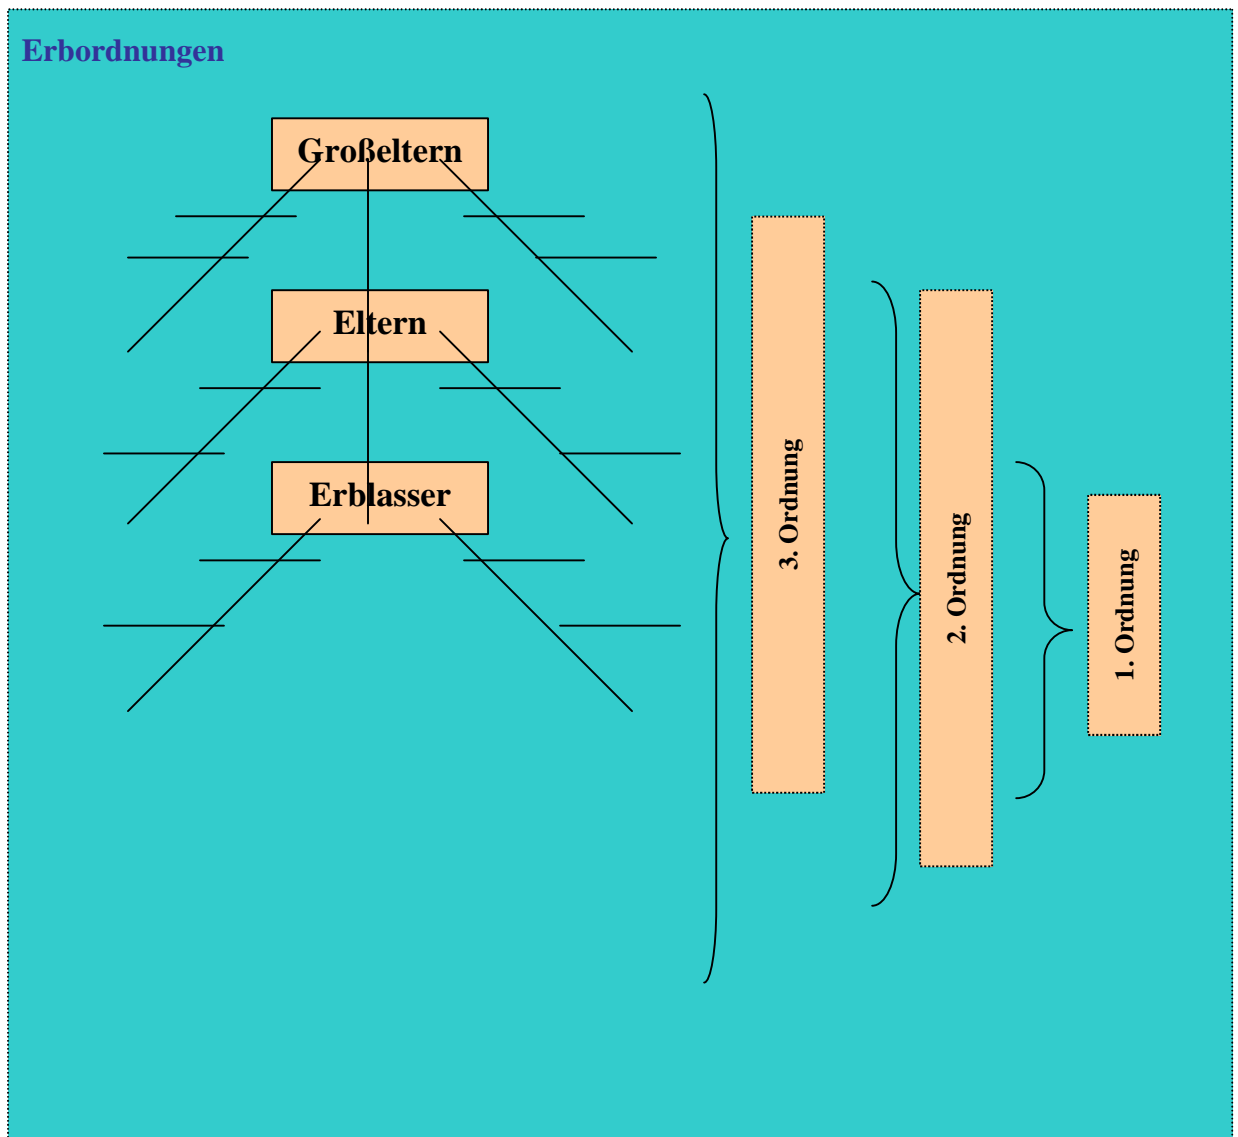 Erbordnungen
Großeltern
Eltern
Erblasser
3. Ordnung
2. Ordnung
1. Ordnung